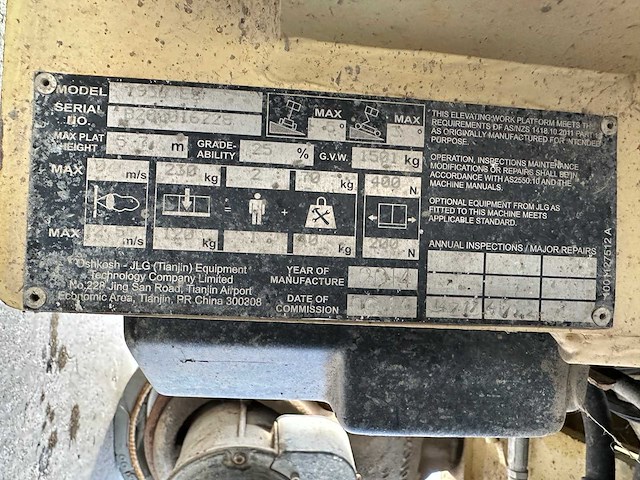 MODEL
SERIAL NO.
MAX PLAT HEIGHT m
GRADE-ABILITY %
G.V.W. 1501 kg
MAX
MAX
MAX m/s kg 2 kg 400 N
= +
MAX m/s kg kg 200 N
Oshkosh - JLG (Tianjin) Equipment
Technology Company Limited
No.228 Jing San Road, Tianjin Airport
Economic Area, Tianjin, PR China 300308
YEAR OF MANUFACTURE
DATE OF COMMISSION
THIS ELEVATING WORK PLATFORM MEETS THE
REQUIREMENTS OF AS/NZS 1418.10:2011 PART
AS ORIGINALLY MANUFACTURED FOR INTENDED
PURPOSE.
OPERATION, INSPECTIONS MAINTENANCE
MODIFICATIONS OR REPAIRS SHALL BE IN
ACCORDANCE WITH AS2550:10 AND THE
MACHINE MANUALS.
OPTIONAL EQUIPMENT FROM JLG AS
FITTED TO THIS MACHINE MEETS
APPLICABLE STANDARD.
ANNUAL INSPECTIONS / MAJOR REPAIRS
1001127512 A